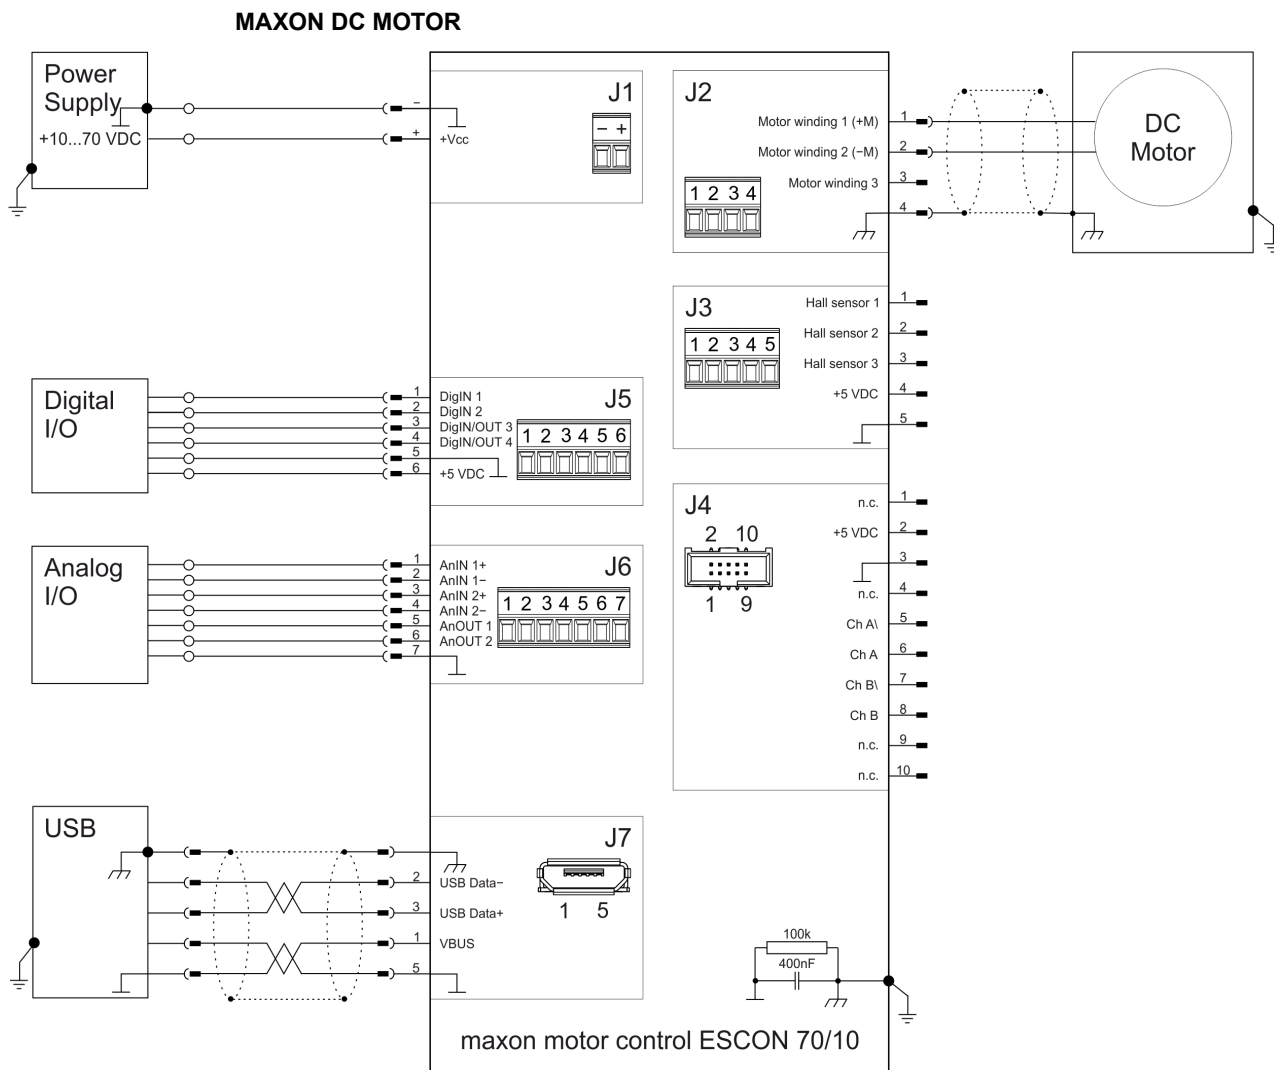 MAXON DC MOTOR
Power
Supply
+10...70 VDC
−
+
+Vcc
J1
− +
J2
Motor winding 1 (+M)
1
Motor winding 2 (−M)
2
Motor winding 3
3
4
1 2 3 4
DC
Motor
J3
Hall sensor 1
1
Hall sensor 2
2
Hall sensor 3
3
+5 VDC
4
5
1 2 3 4 5
Digital
I/O
1
DigIN 1
2
DigIN 2
3
DigIN/OUT 3
4
DigIN/OUT 4
5
6
+5 VDC
J5
1 2 3 4 5 6
J4
2 10
1 9
n.c.
1
+5 VDC
2
3
n.c.
4
Ch A\
5
Ch A
6
Ch B\
7
Ch B
8
n.c.
9
n.c.
10
Analog
I/O
1
AnIN 1+
2
AnIN 1−
3
AnIN 2+
4
AnIN 2−
5
AnOUT 1
6
AnOUT 2
7
J6
1 2 3 4 5 6 7
USB
2
USB Data−
3
USB Data+
1
VBUS
5
J7
1 5
100k
400nF
maxon motor control ESCON 70/10